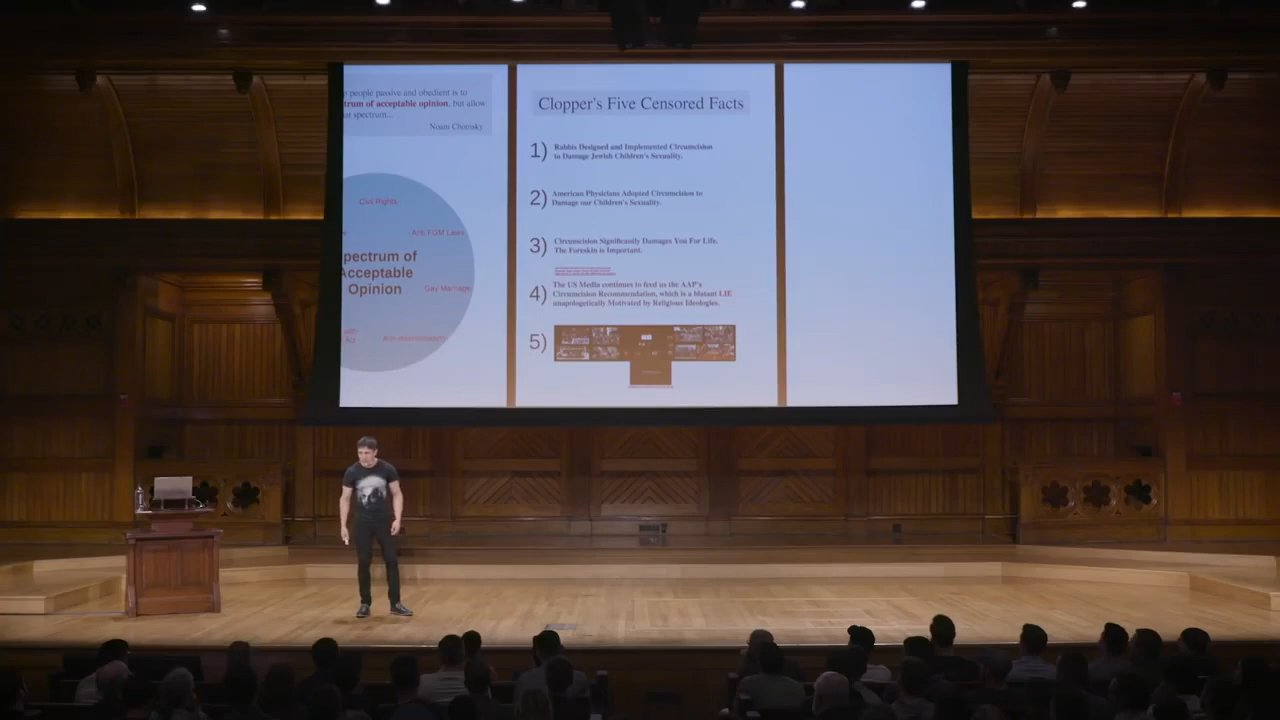 p people passive and obedient is to
trum of acceptable opinion, but allow
at spectrum...
Noam Chomsky
Civil Rights
Anti FGM Laws
pectrum of
Acceptable
Opinion
Gay Marriage
Anti-discrimination
Clopper's Five Censored Facts
1) Rabbis Designed and Implemented Circumcision
to Damage Jewish Children's Sexuality.
2) American Physicians Adopted Circumcision to
Damage our Children's Sexuality.
3) Circumcision Significantly Damages You For Life.
The Foreskin is Important.
4) The US Media continues to feed us the AAP's
Circumcision Recommendation, which is a blatant LIE
unapologetically Motivated by Religious Ideologies.
5)